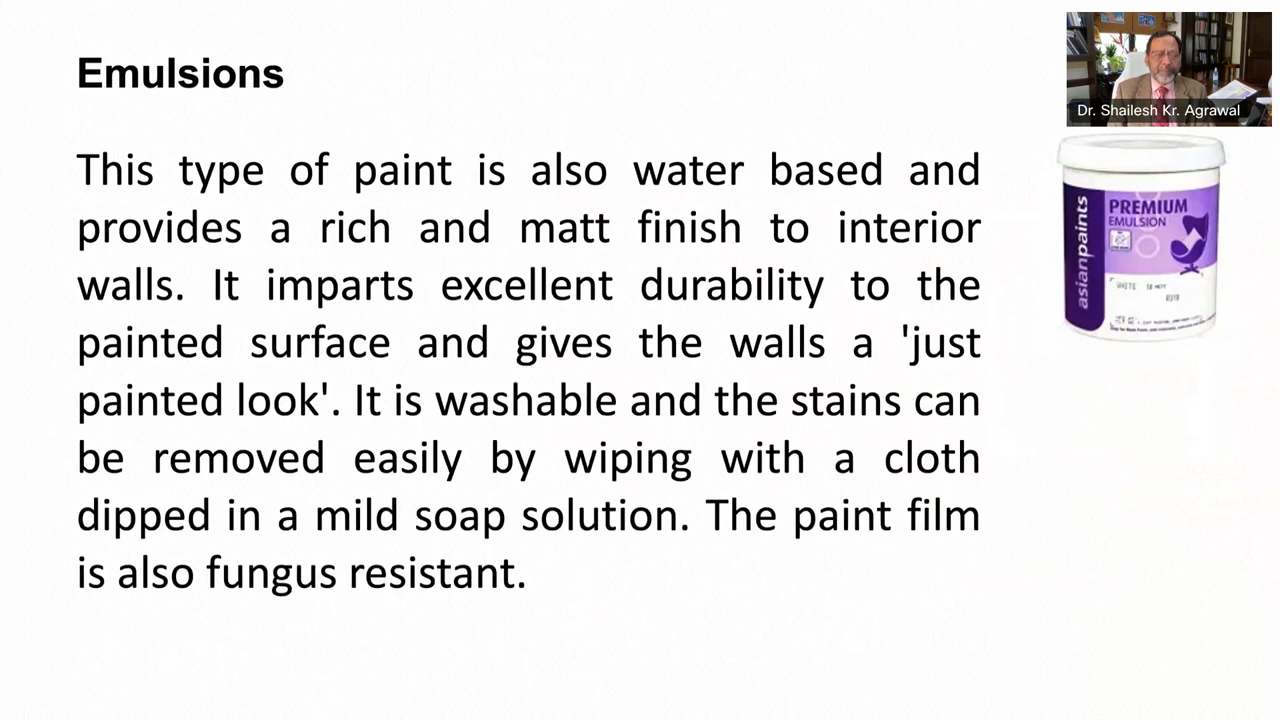 Emulsions
This type of paint is also water based and
provides a rich and matt finish to interior
walls. It imparts excellent durability to the
painted surface and gives the walls a 'just
painted look'. It is washable and the stains can
be removed easily by wiping with a cloth
dipped in a mild soap solution. The paint film
is also fungus resistant.
Dr. Shailesh Kr. Agrawal
asianpaints
PREMIUM
EMULSION
WHITE